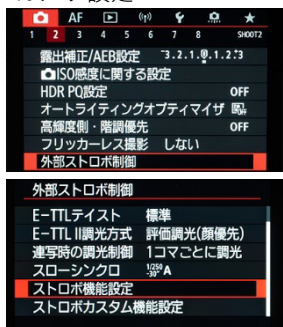 AF
1 2 3 4 5 6 7 8 SHOOT2
露出補正/AEB設定 ⁻3..2..1..0..1..2.⁺3
ISO感度に関する設定
HDR PQ設定 OFF
オートライティングオプティマイザ
高輝度側・階調優先 OFF
フリッカーレス撮影 しない
外部ストロボ制御
外部ストロボ制御
E-TTLテイスト 標準
E-TTL II調光方式 評価調光(顔優先)
連写時の調光制御 1コマごとに調光
スローシンクロ 1/250-30" A
ストロボ機能設定
ストロボカスタム機能設定